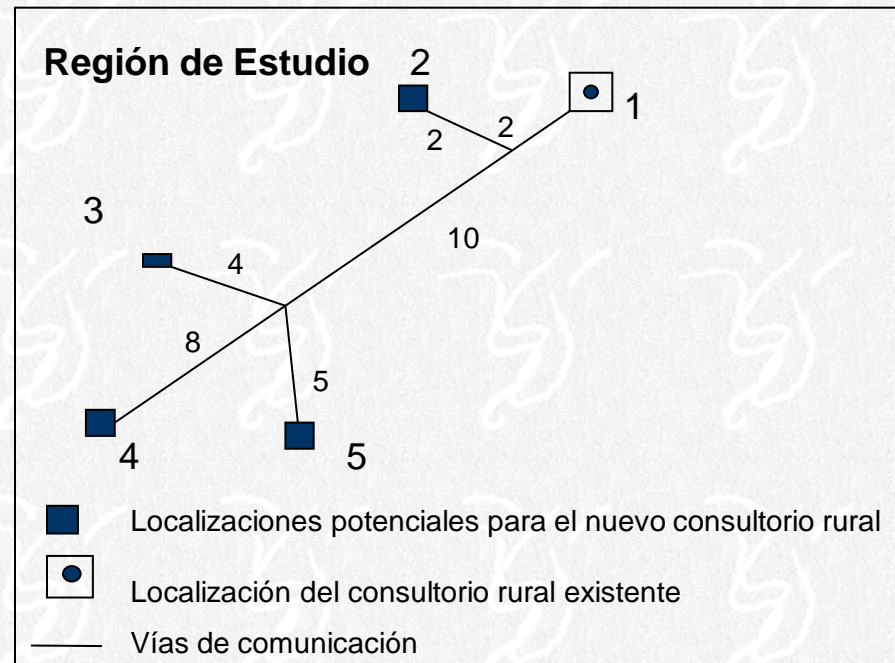 Región de Estudio
2
1
2
2
3
10
4
8
5
4
5
Localizaciones potenciales para el nuevo consultorio rural
Localización del consultorio rural existente
Vías de comunicación